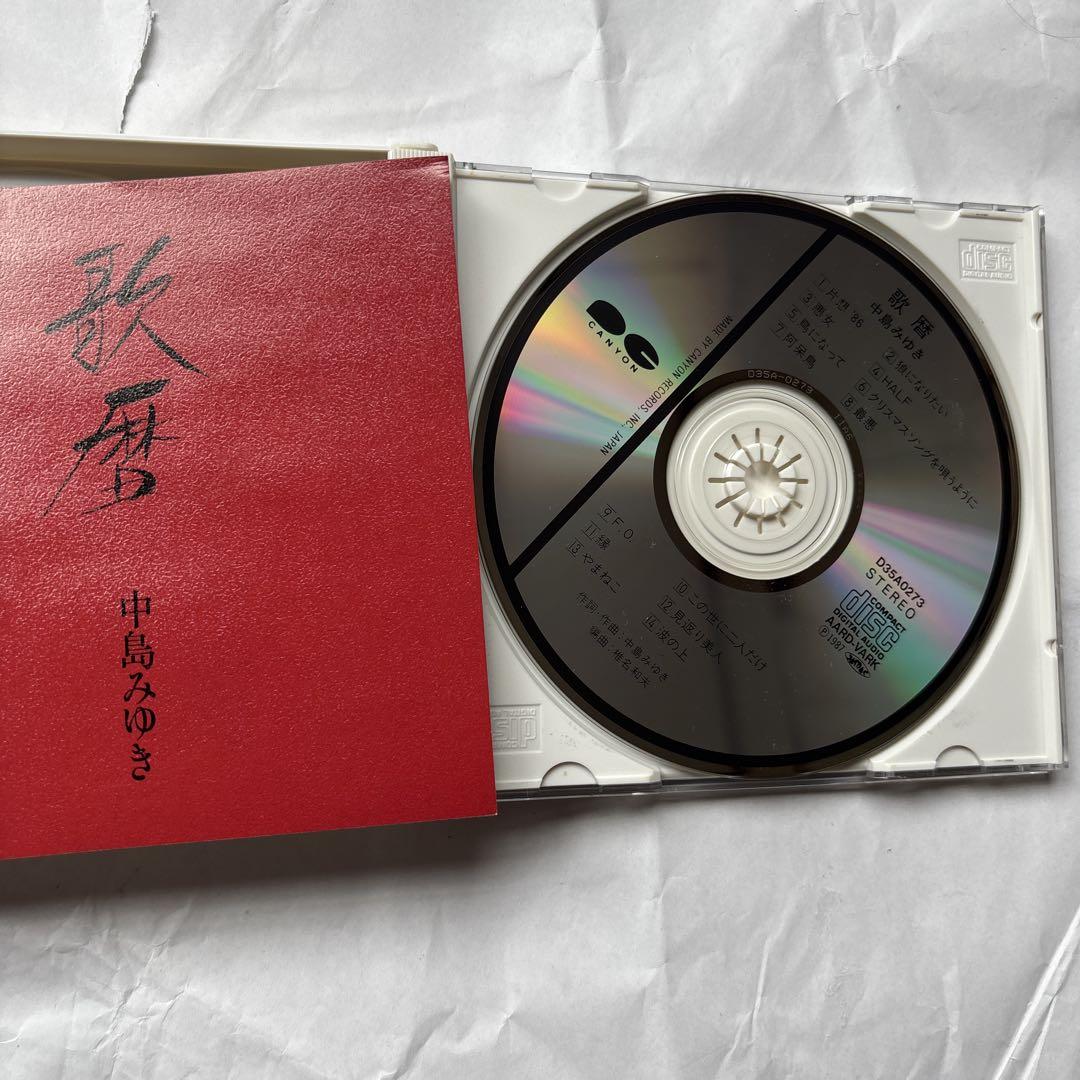 歌暦
中島みゆき
CANYON
MADE BY CANYON RECORDS, INC., JAPAN
歌暦
中島みゆき
1 片想'86
2 狼になりたい
3 悪女
4 HALF
5 鳥になって
6 クリスマスソングを唄うように
7 阿呆鳥
8 最悪
D35A-0273
9 F.O.
10 この世に二人だけ
11 縁
12 見返り美人
13 やまねこ
14 波の上
作詞・作曲：中島みゆき
編曲：椎名和夫
D35A0273
STEREO
COMPACT
disc
DIGITAL AUDIO
AARD-VARK
Ⓟ1987
COMPACT
disc
DIGITAL AUDIO